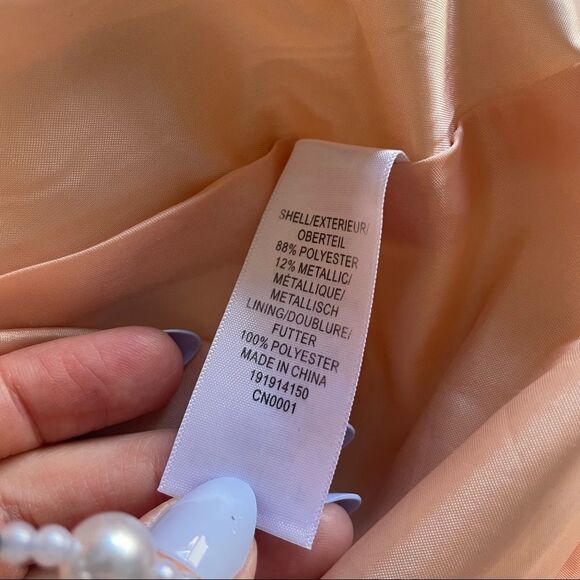 SHELL/EXTERIEUR/
OBERTEIL
88% POLYESTER
12% METALLIC/
MÉTALLIQUE/
METALLISCH
LINING/DOUBLURE/
FUTTER
100% POLYESTER
MADE IN CHINA
191914150
CN0001